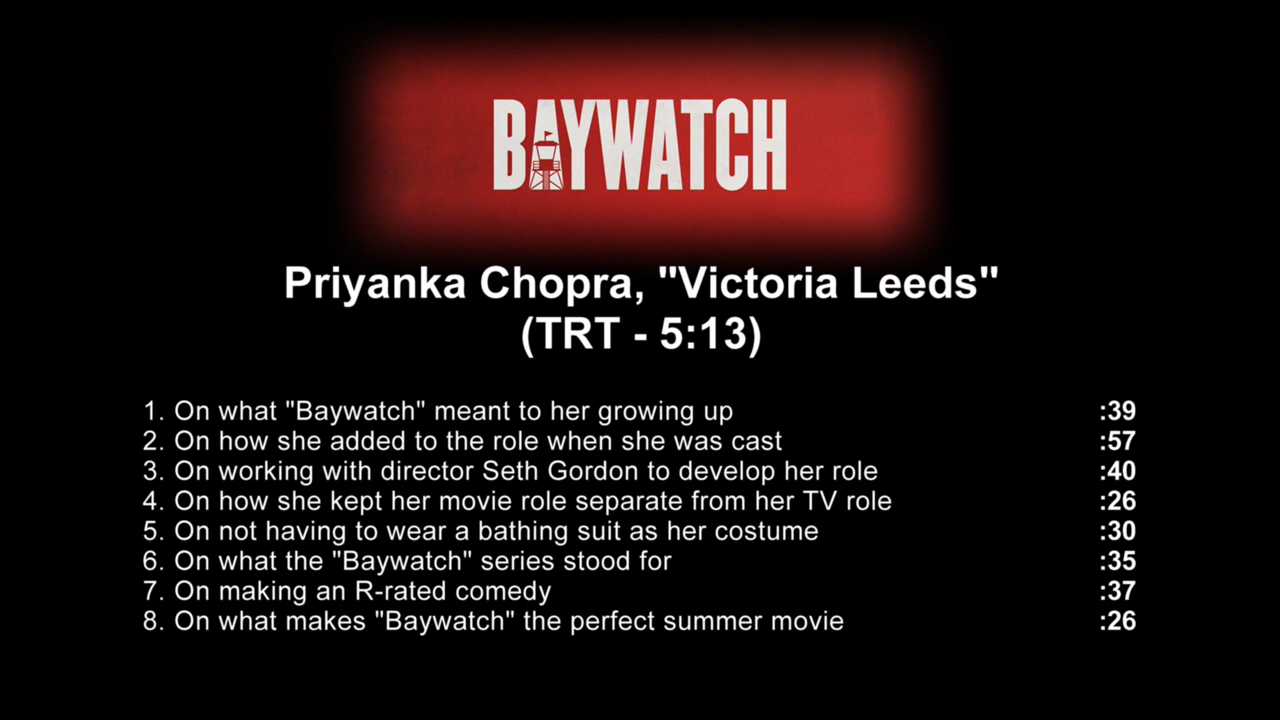 BAYWATCH
Priyanka Chopra, "Victoria Leeds"
(TRT - 5:13)
1. On what "Baywatch" meant to her growing up :39
2. On how she added to the role when she was cast :57
3. On working with director Seth Gordon to develop her role :40
4. On how she kept her movie role separate from her TV role :26
5. On not having to wear a bathing suit as her costume :30
6. On what the "Baywatch" series stood for :35
7. On making an R-rated comedy :37
8. On what makes "Baywatch" the perfect summer movie :26